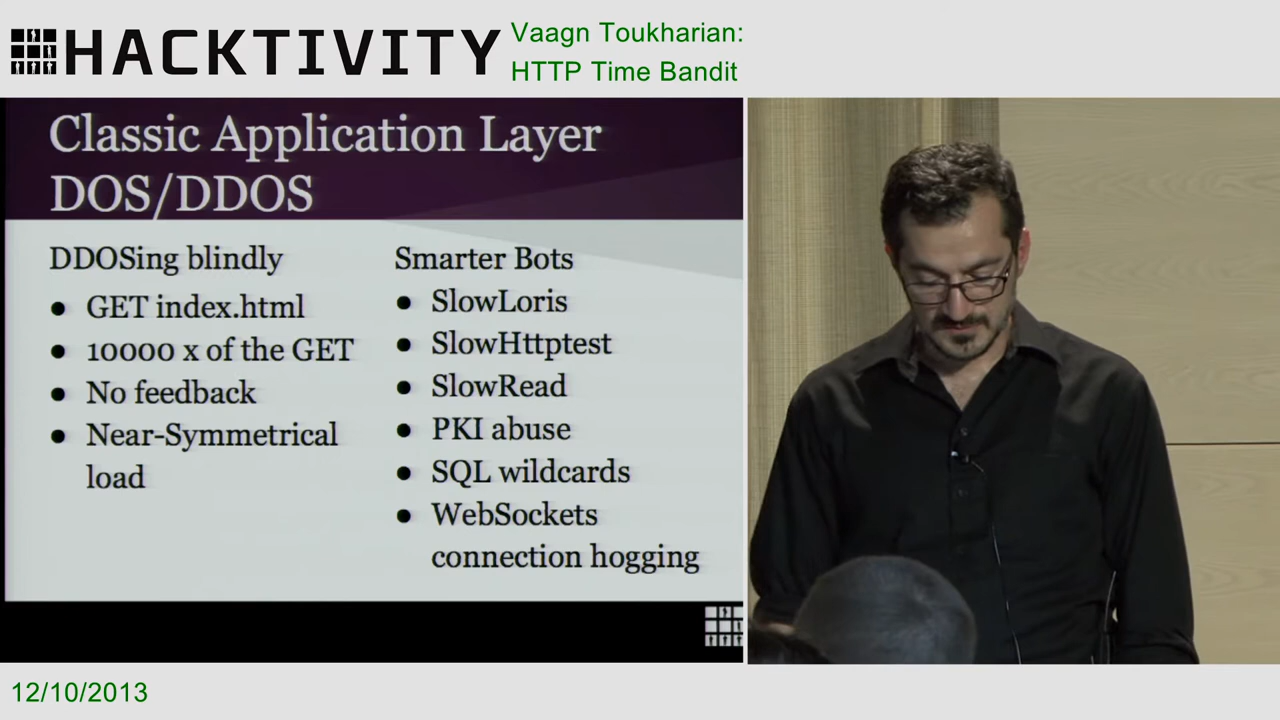 HACKTIVITY
Vaagn Toukharian:
HTTP Time Bandit
Classic Application Layer
DOS/DDOS
DDOSing blindly
● GET index.html
● 10000 x of the GET
● No feedback
● Near-Symmetrical
load
Smarter Bots
● SlowLoris
● SlowHttptest
● SlowRead
● PKI abuse
● SQL wildcards
● WebSockets
connection hogging
12/10/2013